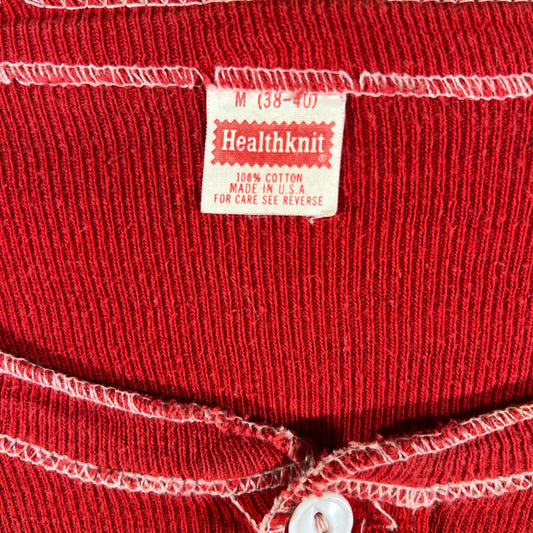 M (38-40)
Healthknit®
100% COTTON
MADE IN U.S.A
FOR CARE SEE REVERSE